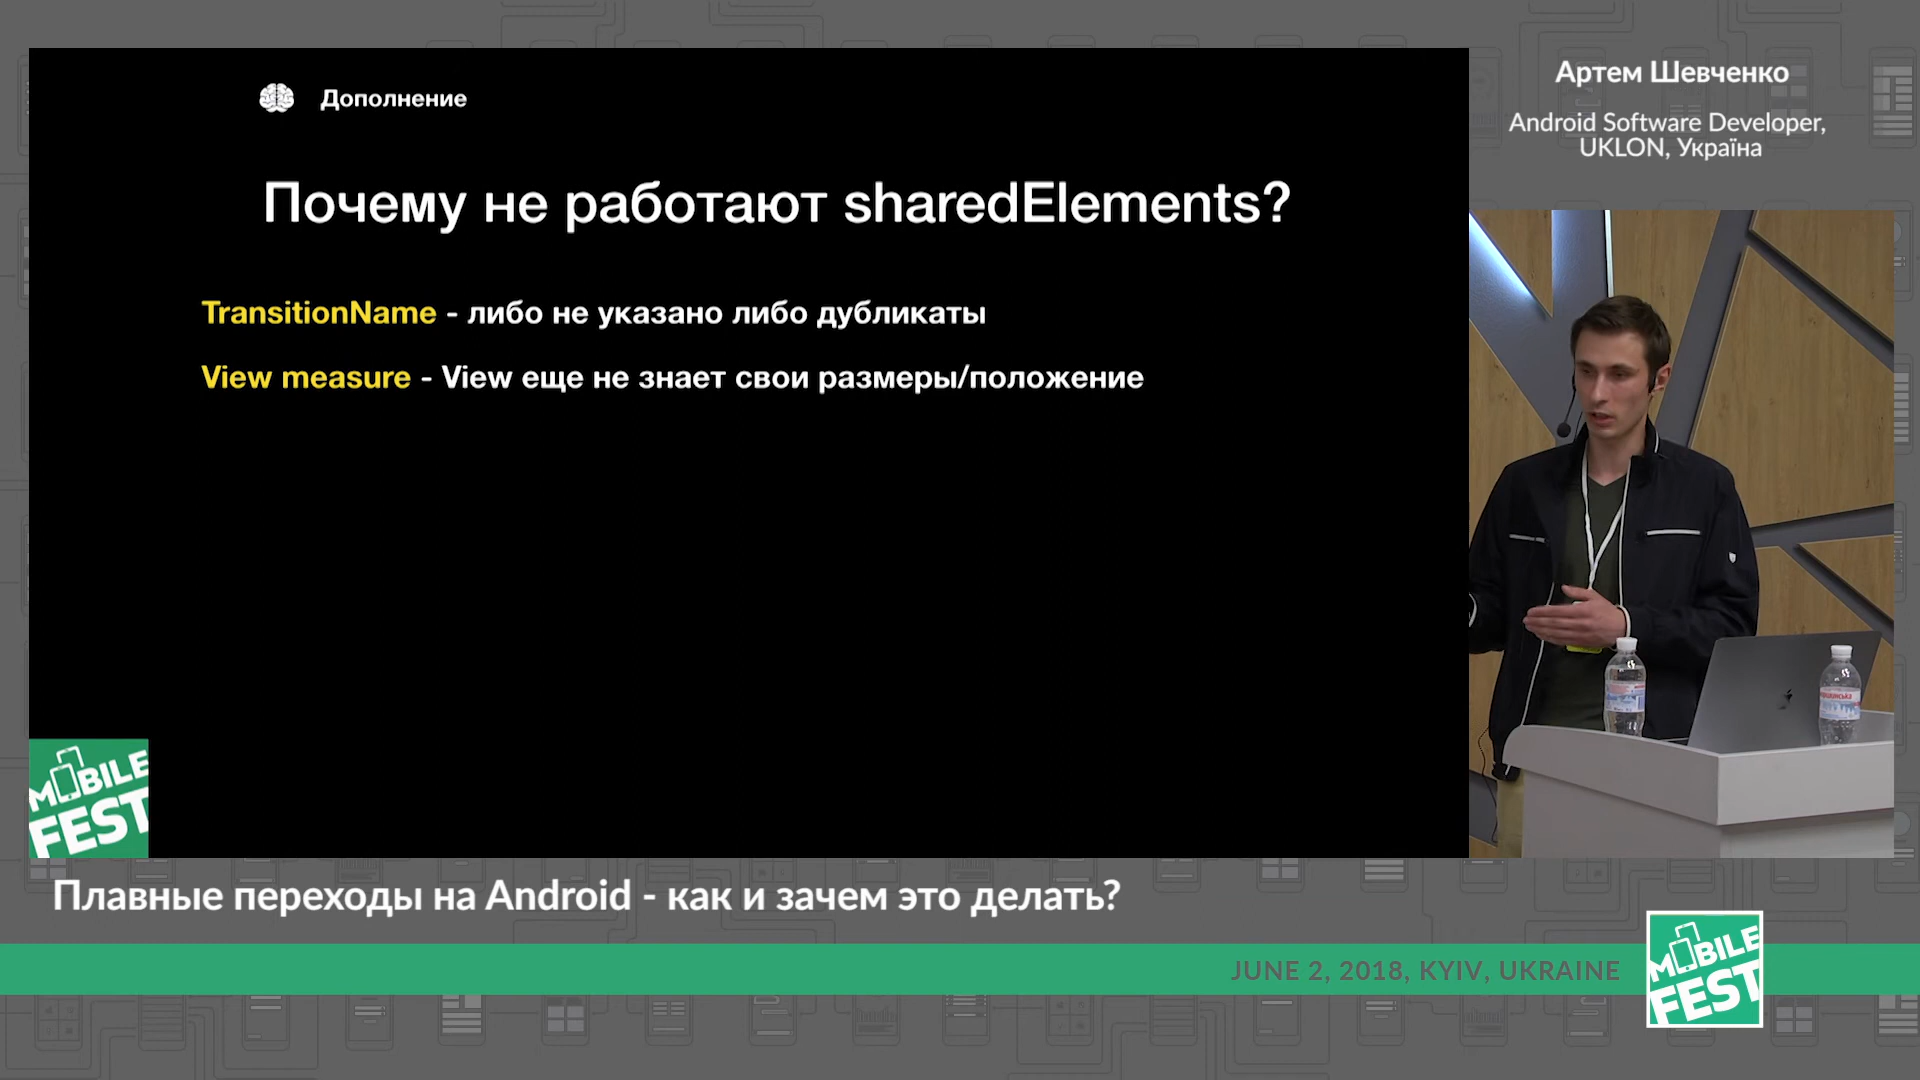 Дополнение
Почему не работают sharedElements?
TransitionName - либо не указано либо дубликаты
View measure - View еще не знает свои размеры/положение
MOBILE
FEST
Артем Шевченко
Android Software Developer,
UKLON, Україна
Плавные переходы на Android - как и зачем это делать?
JUNE 2, 2018, KYIV, UKRAINE
MOBILE
FEST